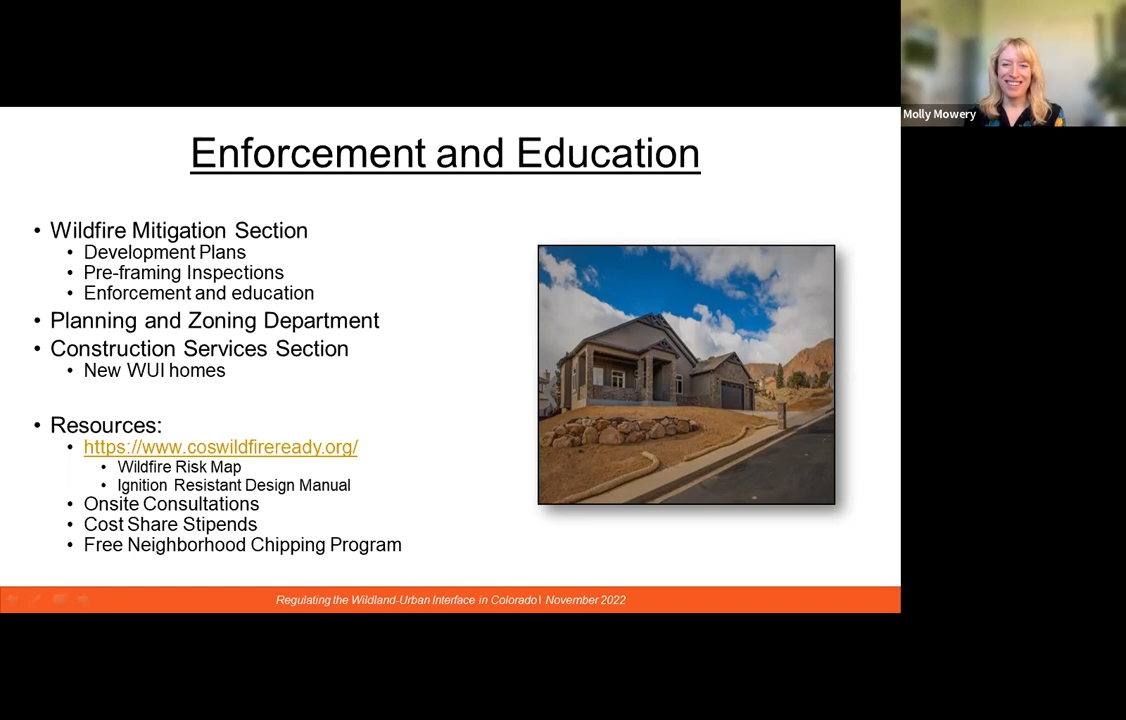 Molly Mowery
Enforcement and Education
• Wildfire Mitigation Section
• Development Plans
• Pre-framing Inspections
• Enforcement and education
• Planning and Zoning Department
• Construction Services Section
• New WUI homes
• Resources:
• https://www.coswildfireready.org/
• Wildfire Risk Map
• Ignition Resistant Design Manual
• Onsite Consultations
• Cost Share Stipends
• Free Neighborhood Chipping Program
Regulating the Wildland-Urban Interface in Colorado| November 2022